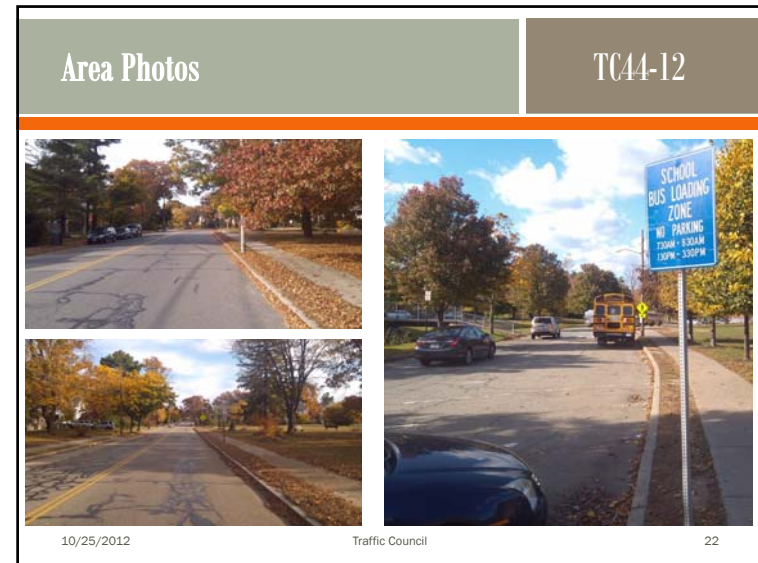 Area Photos
TC44-12
SCHOOL
BUS LOADING
ZONE
NO PARKING
7:30AM - 8:30AM
1:30PM - 3:30PM
10/25/2012
Traffic Council
22